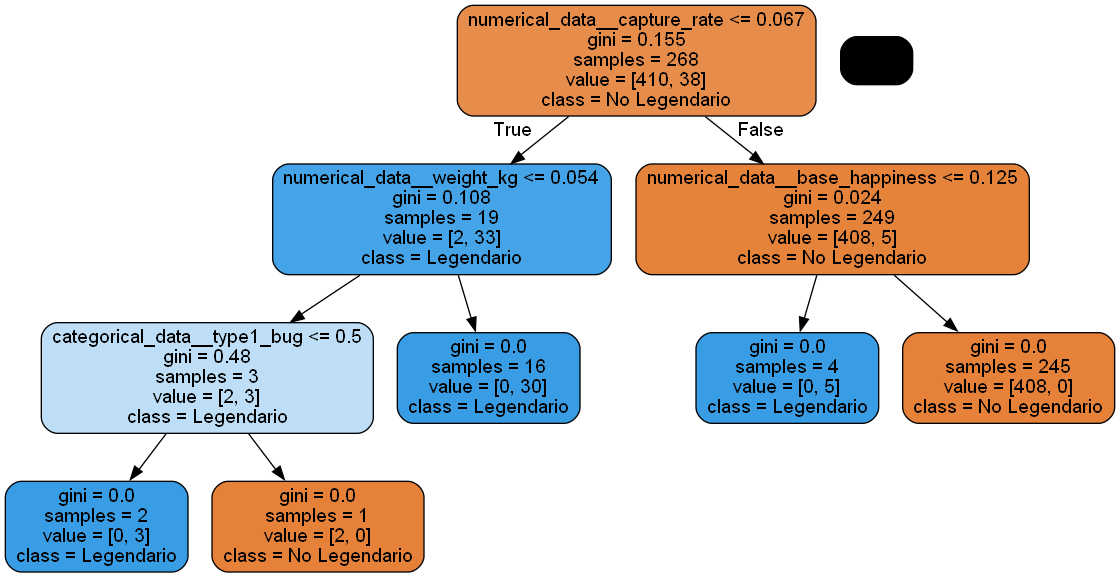 numerical_data__capture_rate <= 0.067
gini = 0.155
samples = 268
value = [410, 38]
class = No Legendario
True
False
numerical_data__weight_kg <= 0.054
gini = 0.108
samples = 19
value = [2, 33]
class = Legendario
numerical_data__base_happiness <= 0.125
gini = 0.024
samples = 249
value = [408, 5]
class = No Legendario
categorical_data__type1_bug <= 0.5
gini = 0.48
samples = 3
value = [2, 3]
class = Legendario
gini = 0.0
samples = 16
value = [0, 30]
class = Legendario
gini = 0.0
samples = 4
value = [0, 5]
class = Legendario
gini = 0.0
samples = 245
value = [408, 0]
class = No Legendario
gini = 0.0
samples = 2
value = [0, 3]
class = Legendario
gini = 0.0
samples = 1
value = [2, 0]
class = No Legendario